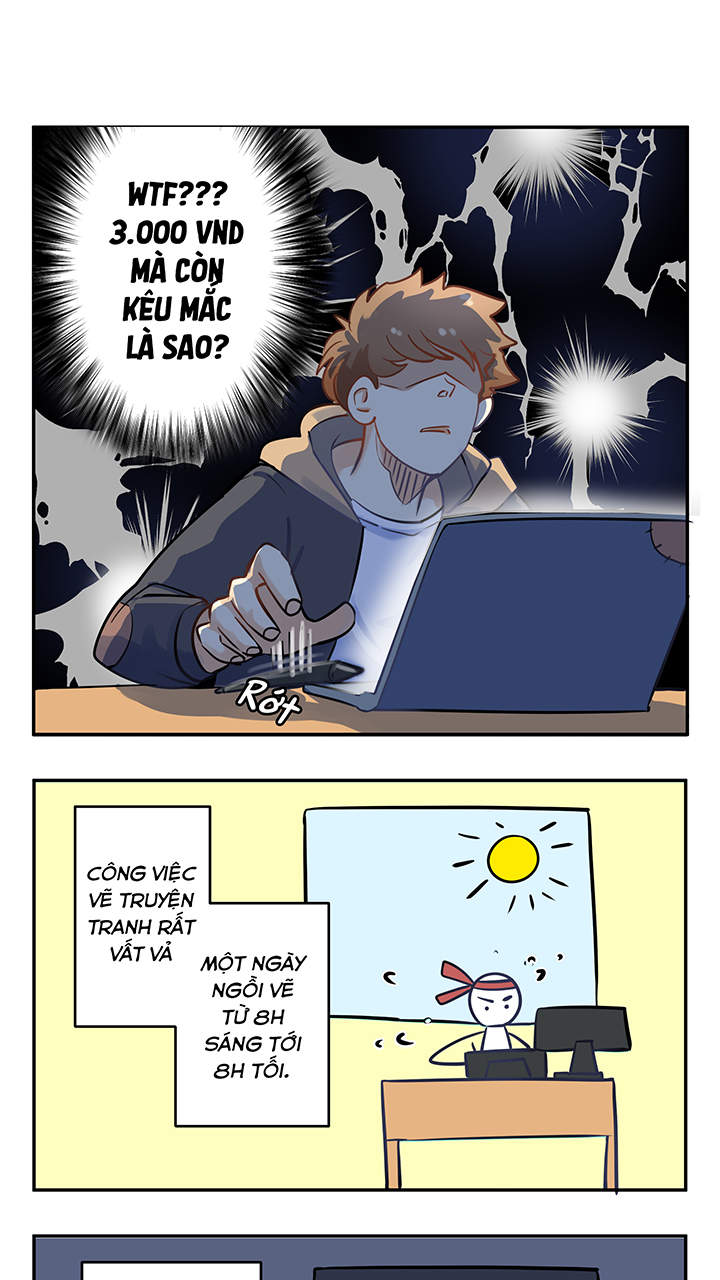 WTF???
3.000 VND
MÀ CÒN
KÊU MẮC
LÀ SAO?
RỚT
CÔNG VIỆC
VẼ TRUYỆN
TRANH RẤT
VẤT VẢ
MỘT NGÀY
NGỒI VẼ
TỪ 8H
SÁNG TỚI
8H TỐI.